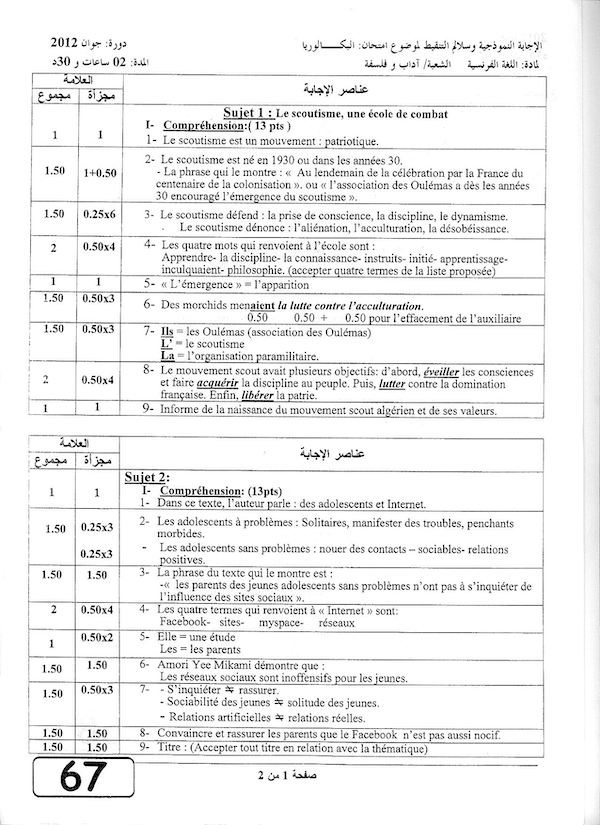 الإجابة النموذجية وسلالم التنقيط لموضوع امتحان: البكالوريا دورة: جوان 2012
لمادة: اللغة الفرنسية الشعبة/ آداب و فلسفة المدة: 02 ساعات و 30د
عناصر الإجابة العلامة
مجزأة مجموع
Sujet 1 : Le scoutisme, une école de combat
I- Compréhension:( 13 pts )
1- Le scoutisme est un mouvement : patriotique. 1 1
2- Le scoutisme est né en 1930 ou dans les années 30. 1+0.50 1.50
- La phrase qui le montre : « Au lendemain de la célébration par la France du
centenaire de la colonisation ». ou « l'association des Oulémas a dès les années
30 encouragé l'émergence du scoutisme ».
3- Le scoutisme défend : la prise de conscience, la discipline, le dynamisme. 0.25x6 1.50
. Le scoutisme dénonce : l'aliénation, l'acculturation, la désobéissance.
4- Les quatre mots qui renvoient à l'école sont : 0.50x4 2
Apprendre- la discipline- la connaissance- instruits- initié- apprentissage-
inculquaient- philosophie. (accepter quatre termes de la liste proposée)
5- « L'émergence » = l'apparition 1 1
6- Des morchids menaient la lutte contre l'acculturation. 0.50x3 1.50
0.50 0.50 + 0.50 pour l'effacement de l'auxiliaire
7- Ils = les Oulémas (association des Oulémas) 0.50x3 1.50
L' = le scoutisme
La = l'organisation paramilitaire.
8- Le mouvement scout avait plusieurs objectifs: d'abord, éveiller les consciences 0.50x4 2
et faire acquérir la discipline au peuple. Puis, lutter contre la domination
française. Enfin, libérer la patrie.
9- Informe de la naissance du mouvement scout algérien et de ses valeurs. 1 1
عناصر الإجابة العلامة
مجزأة مجموع
Sujet 2:
I- Compréhension: (13pts)
1- Dans ce texte, l'auteur parle : des adolescents et Internet. 1 1
2- Les adolescents à problèmes : Solitaires, manifester des troubles, penchants 0.25x3 1.50
morbides.
- Les adolescents sans problèmes : nouer des contacts – sociables- relations 0.25x3
positives.
3- La phrase du texte qui le montre est : 1.50 1.50
-« les parents des jeunes adolescents sans problèmes n'ont pas à s'inquiéter de
l'influence des sites sociaux ».
4- Les quatre termes qui renvoient à « Internet » sont: 0.50x4 2
Facebook- sites- myspace- réseaux
5- Elle = une étude 0.50x2 1
Les = les parents
6- Amori Yee Mikami démontre que : 1.50 1.50
Les réseaux sociaux sont inoffensifs pour les jeunes.
7- - S'inquiéter ≒ rassurer. 0.50x3 1.50
- Sociabilité des jeunes ≒ solitude des jeunes.
- Relations artificielles ≒ relations réelles.
8- Convaincre et rassurer les parents que le Facebook n'est pas aussi nocif. 1.50 1.50
9- Titre : (Accepter tout titre en relation avec la thématique) 1.50 1.50
67
صفحة 1 من 2